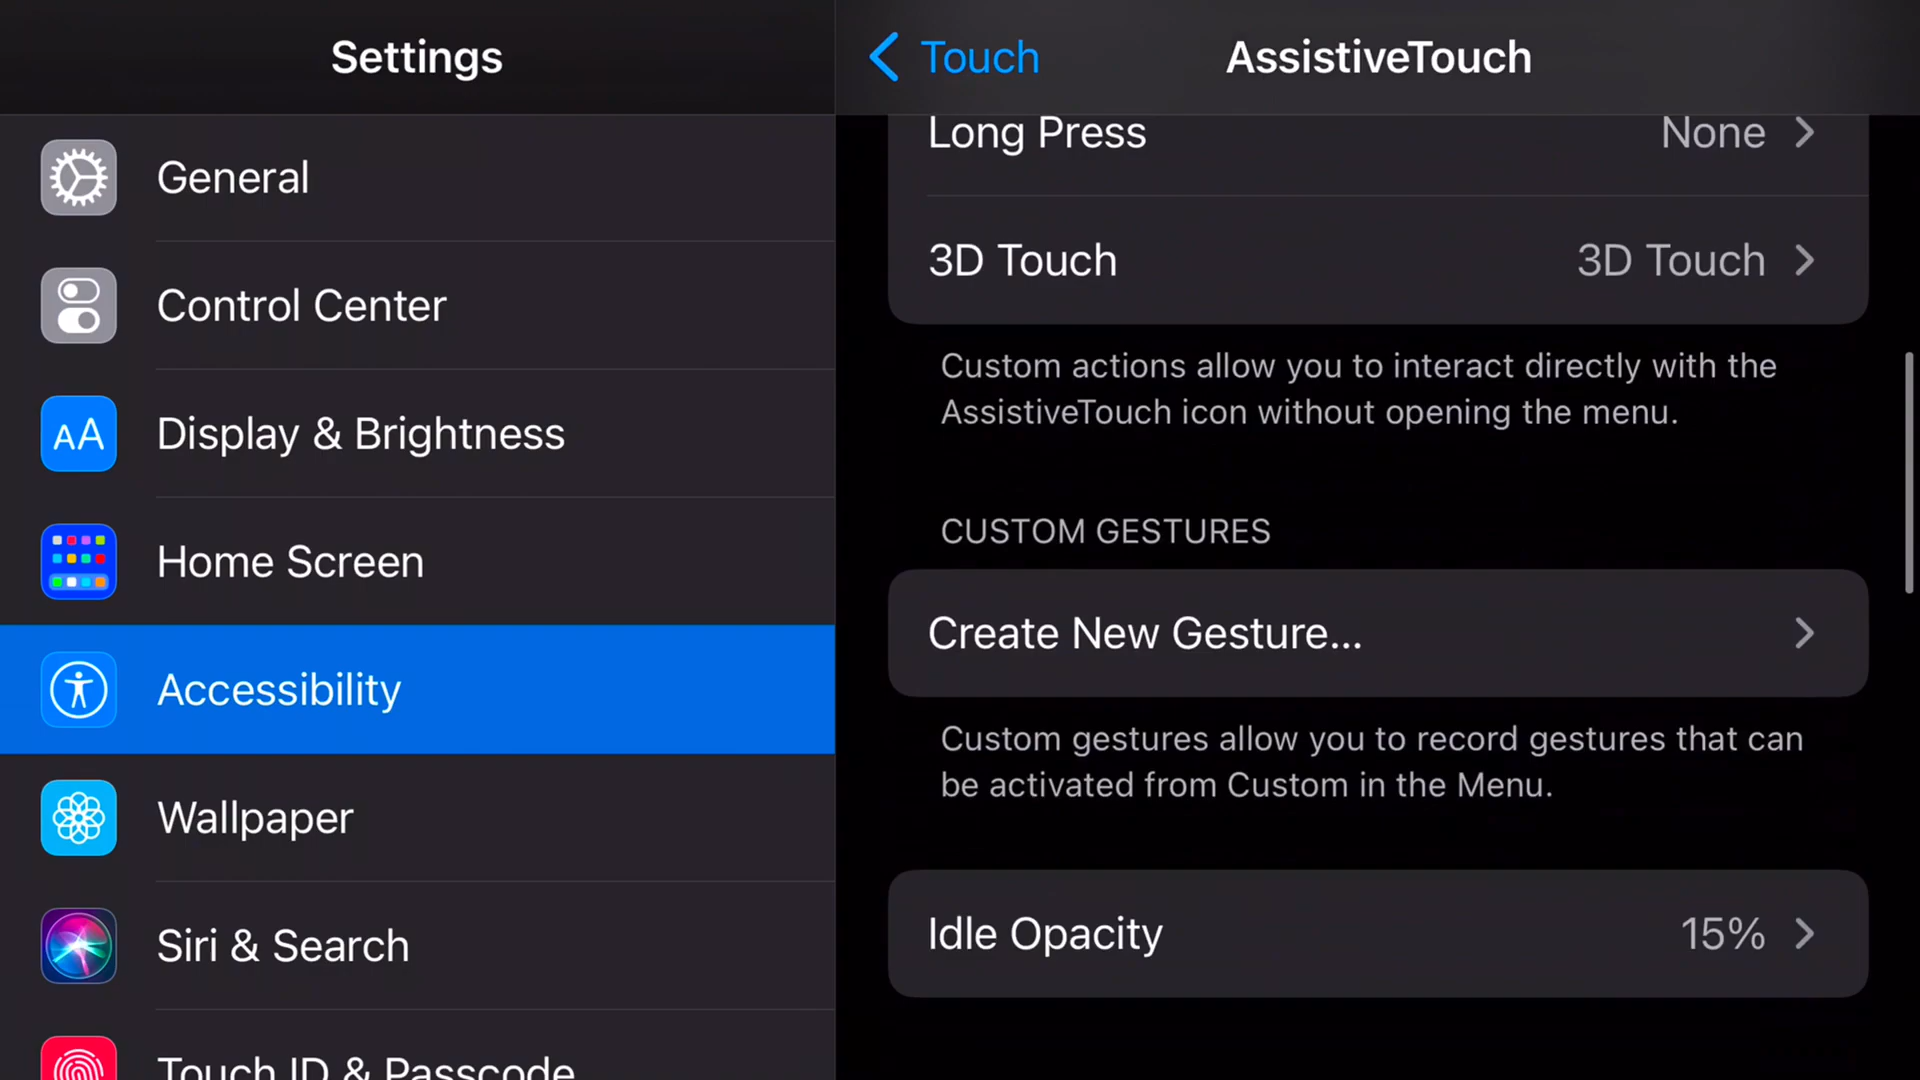 Settings
General
Control Center
AA
Display & Brightness
Home Screen
Accessibility
Wallpaper
Siri & Search
Touch ID & Passcode
Touch
AssistiveTouch
Long Press None
3D Touch 3D Touch
Custom actions allow you to interact directly with the
AssistiveTouch icon without opening the menu.
CUSTOM GESTURES
Create New Gesture...
Custom gestures allow you to record gestures that can
be activated from Custom in the Menu.
Idle Opacity 15%